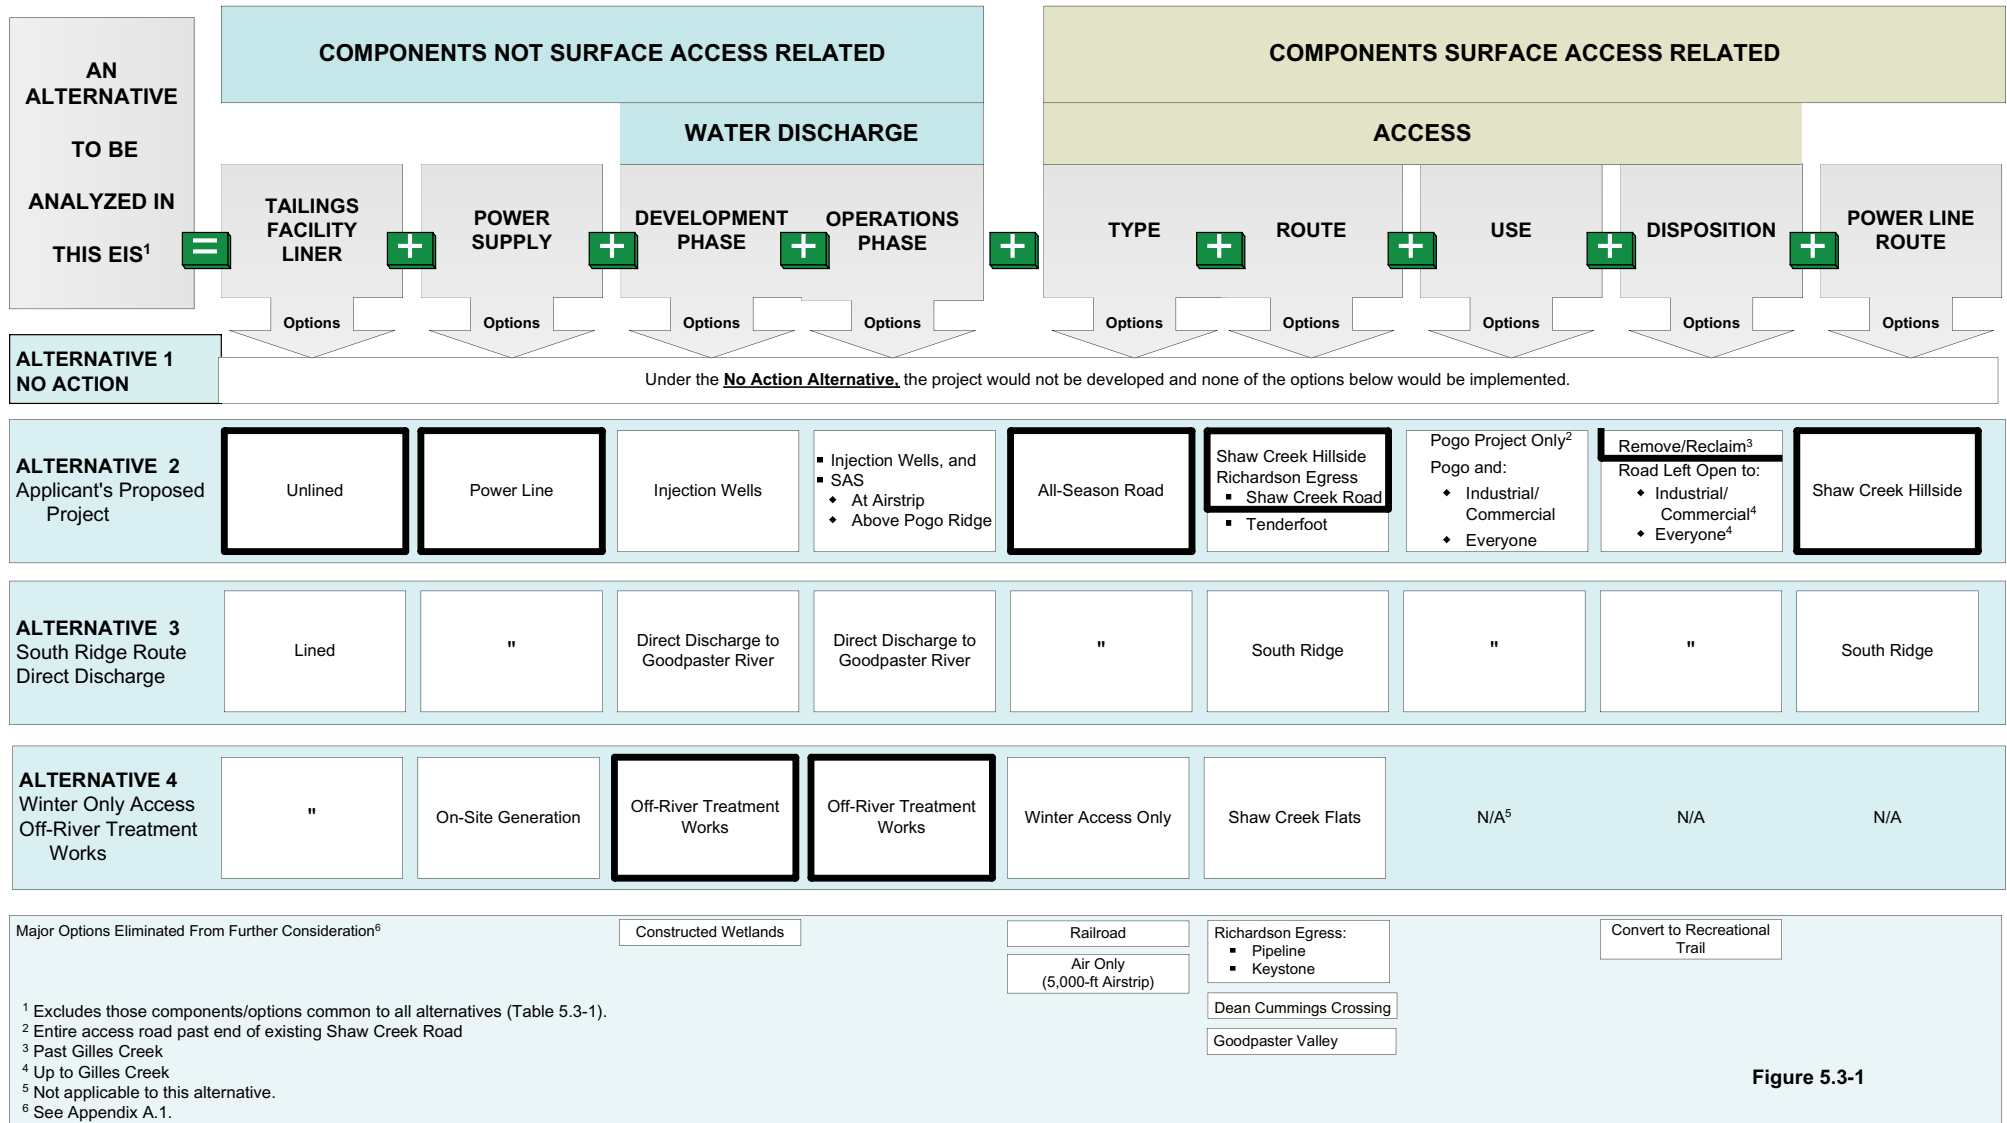 AN
ALTERNATIVE
TO BE
ANALYZED IN
THIS EIS1
=
COMPONENTS NOT SURFACE ACCESS RELATED
COMPONENTS SURFACE ACCESS RELATED
WATER DISCHARGE
ACCESS
TAILINGS
FACILITY
LINER
+
POWER
SUPPLY
+
DEVELOPMENT
PHASE
+
OPERATIONS
PHASE
+
TYPE
+
ROUTE
+
USE
+
DISPOSITION
+
POWER LINE
ROUTE
Options
Options
Options
Options
Options
Options
Options
Options
Options
ALTERNATIVE 1
NO ACTION
Under the No Action Alternative, the project would not be developed and none of the options below would be implemented.
ALTERNATIVE 2
Applicant's Proposed
Project
Unlined
Power Line
Injection Wells
▪ Injection Wells, and
▪ SAS
◆ At Airstrip
◆ Above Pogo Ridge
All-Season Road
Shaw Creek Hillside
Richardson Egress
▪ Shaw Creek Road
▪ Tenderfoot
Pogo Project Only2
Pogo and:
◆ Industrial/
Commercial
◆ Everyone
Remove/Reclaim3
Road Left Open to:
◆ Industrial/
Commercial4
◆ Everyone4
Shaw Creek Hillside
ALTERNATIVE 3
South Ridge Route
Direct Discharge
Lined
"
Direct Discharge to
Goodpaster River
Direct Discharge to
Goodpaster River
"
South Ridge
"
"
South Ridge
ALTERNATIVE 4
Winter Only Access
Off-River Treatment
Works
"
On-Site Generation
Off-River Treatment
Works
Off-River Treatment
Works
Winter Access Only
Shaw Creek Flats
N/A5
N/A
N/A
Major Options Eliminated From Further Consideration6
Constructed Wetlands
Railroad
Air Only
(5,000-ft Airstrip)
Richardson Egress:
▪ Pipeline
▪ Keystone
Dean Cummings Crossing
Goodpaster Valley
Convert to Recreational
Trail
1 Excludes those components/options common to all alternatives (Table 5.3-1).
2 Entire access road past end of existing Shaw Creek Road
3 Past Gilles Creek
4 Up to Gilles Creek
5 Not applicable to this alternative.
6 See Appendix A.1.
Figure 5.3-1